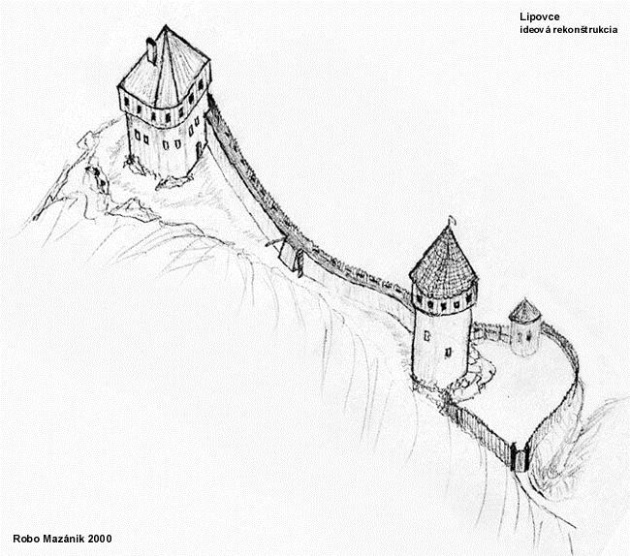 Lipovce
ideová rekonštrukcia
Robo Mazánik 2000